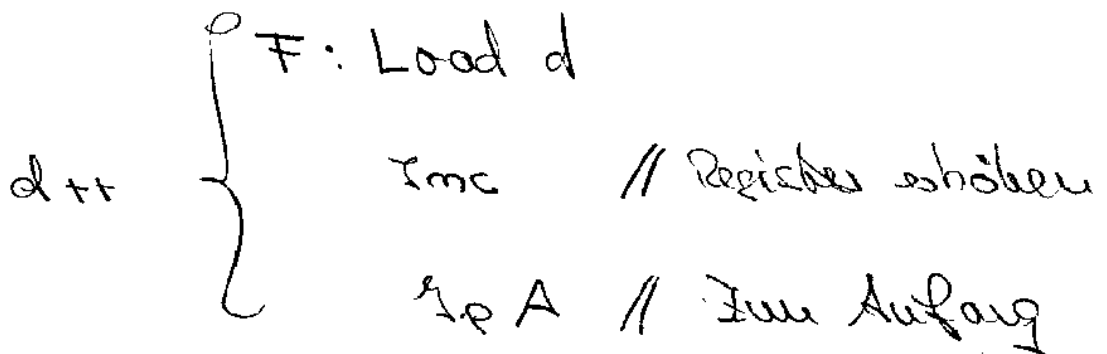 F: Load d
d++ Inc // Register erhöhen
Jp A // Zum Anfang